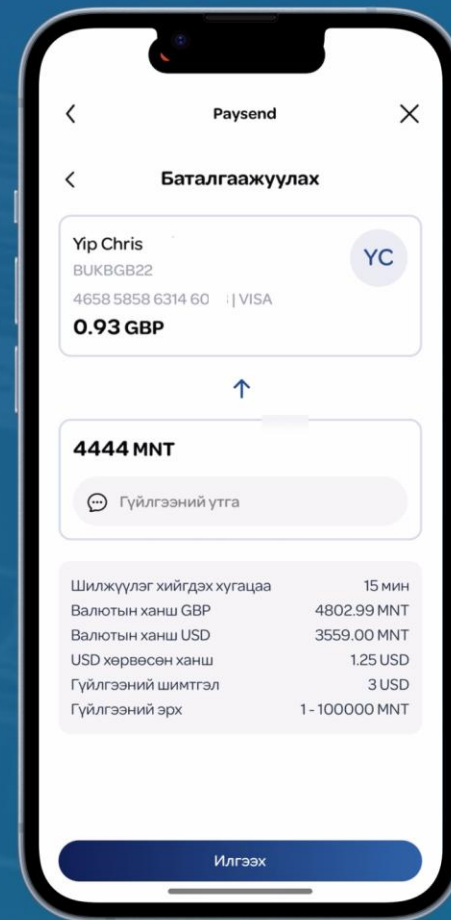 Paysend
Баталгаажуулах
Yip Chris
YC
BUKBGB22
4658 5858 6314 60 | VISA
0.93 GBP
4444 MNT
Гүйлгээний утга
Шилжүүлэг хийгдэх хугацаа 15 мин
Валютын ханш GBP 4802.99 MNT
Валютын ханш USD 3559.00 MNT
USD хөрвөсөн ханш 1.25 USD
Гүйлгээний шимтгэл 3 USD
Гүйлгээний эрх 1 - 100000 MNT
Илгээх